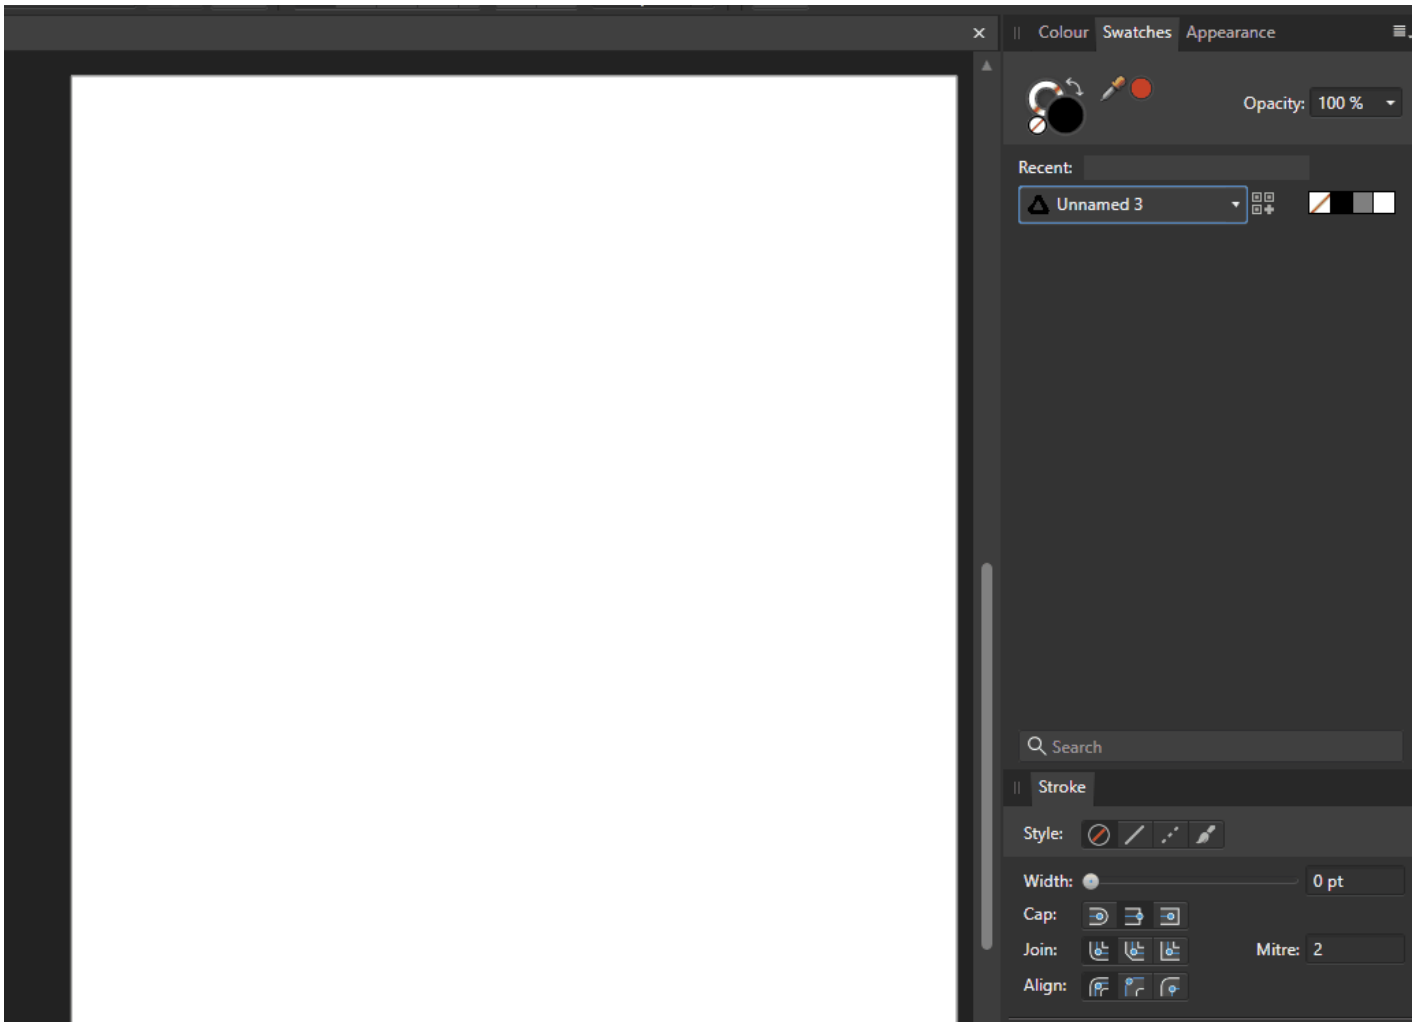 Colour Swatches Appearance
Opacity: 100 %
Recent:
Unnamed 3
Search
Stroke
Style:
Width: 0 pt
Cap:
Join: Mitre: 2
Align: